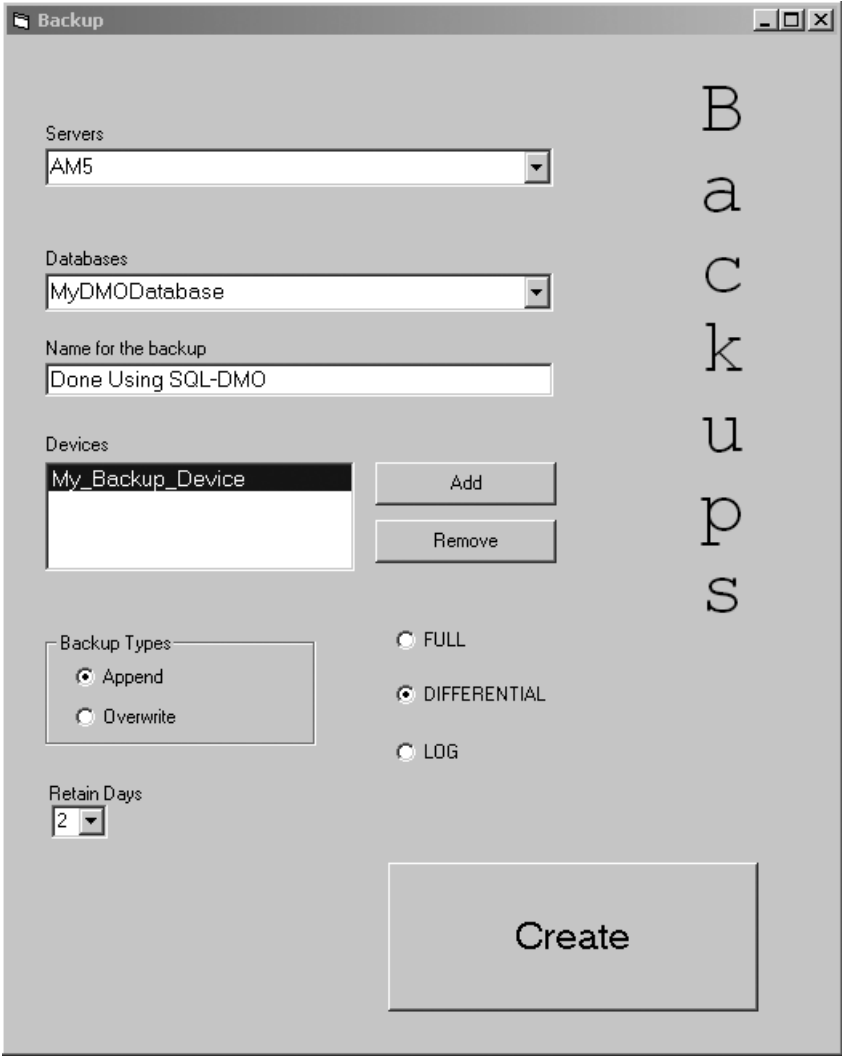 Backup
Servers
AM5
Databases
MyDMODatabase
Name for the backup
Done Using SQL-DMO
Devices
My_Backup_Device
Add
Remove
Backup Types
Append
Overwrite
FULL
DIFFERENTIAL
LOG
Retain Days
2
Create
Backups